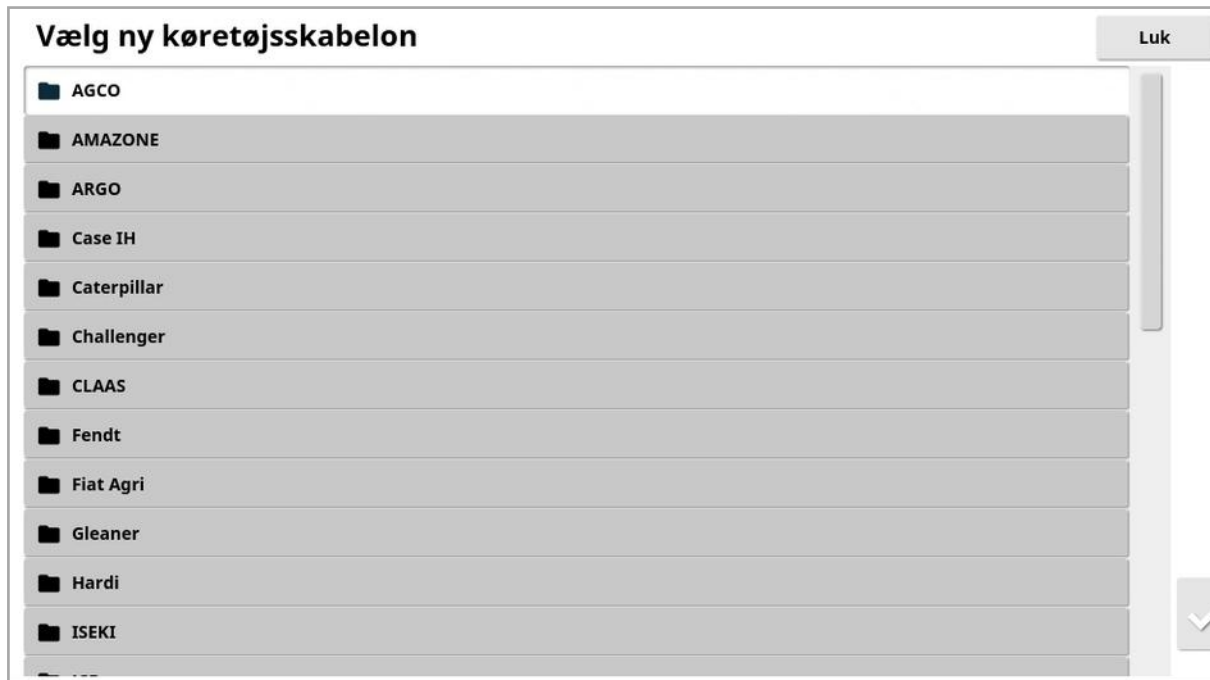 Vælg ny køretøjsskabelon
Luk
AGCO
AMAZONE
ARGO
Case IH
Caterpillar
Challenger
CLAAS
Fendt
Fiat Agri
Gleaner
Hardi
ISEKI